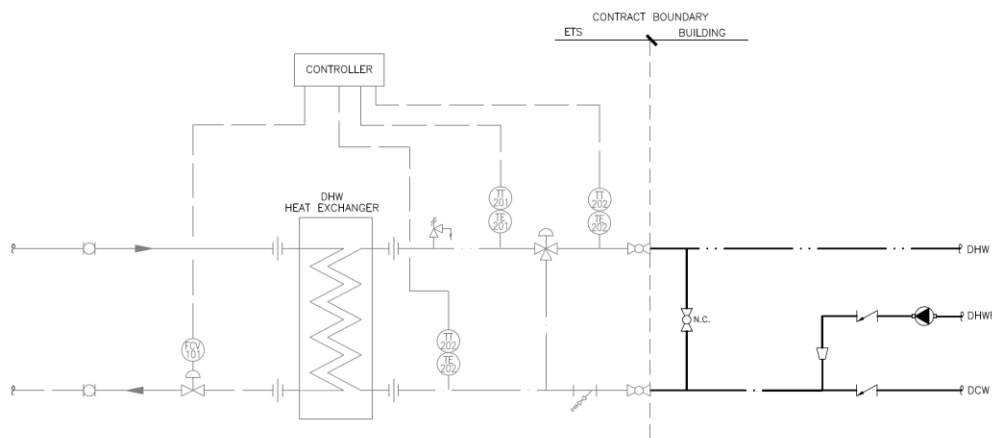 CONTRACT BOUNDARY
ETS
BUILDING
CONTROLLER
DHW
HEAT EXCHANGER
TT
201
TE
201
TT
202
TE
202
DHW
N.C.
DHWR
FCV
101
TT
202
TE
202
DCW